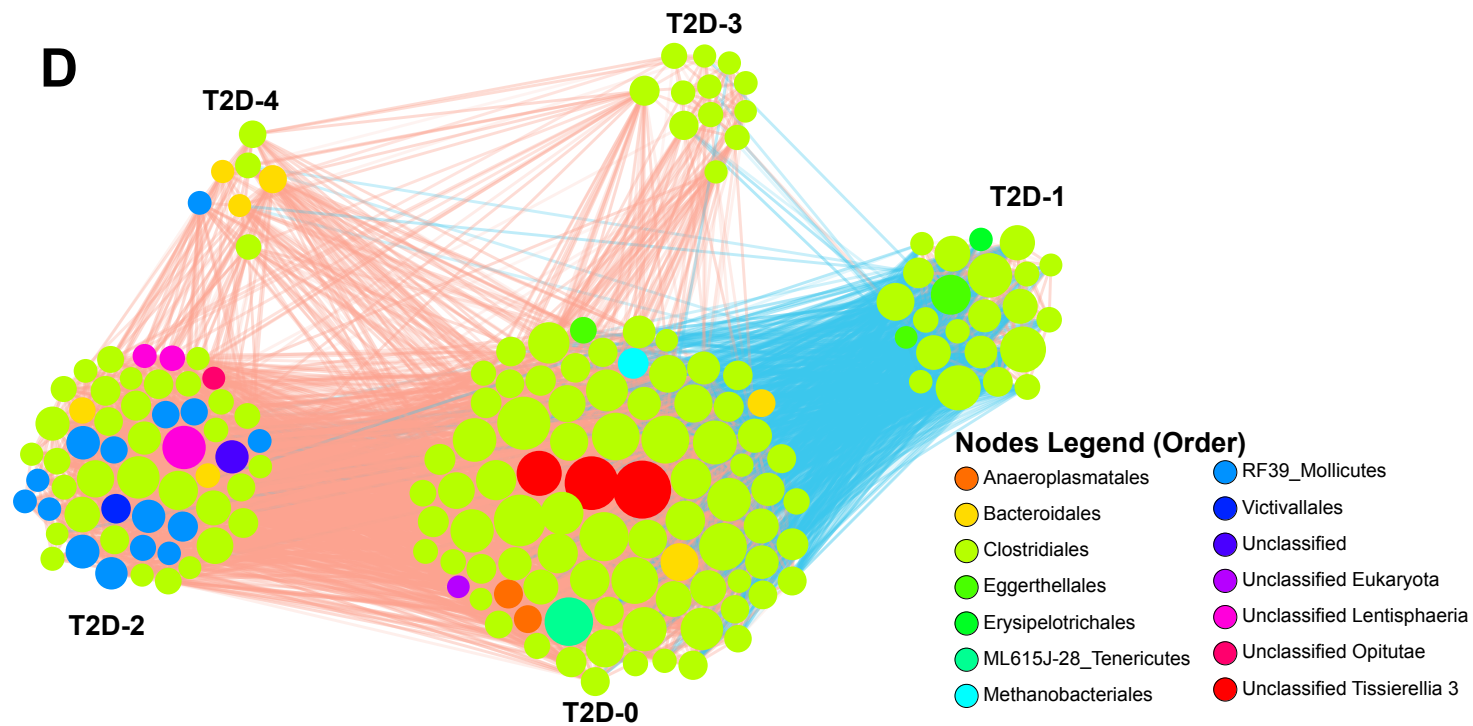 D
T2D-3
T2D-4
T2D-1
T2D-2
T2D-0
Nodes Legend (Order)
Anaeroplasmatales
Bacteroidales
Clostridiales
Eggerthellales
Erysipelotrichales
ML615J-28_Tenericutes
Methanobacteriales
RF39_Mollicutes
Victivallales
Unclassified
Unclassified Eukaryota
Unclassified Lentisphaeria
Unclassified Opitutae
Unclassified Tissierellia 3